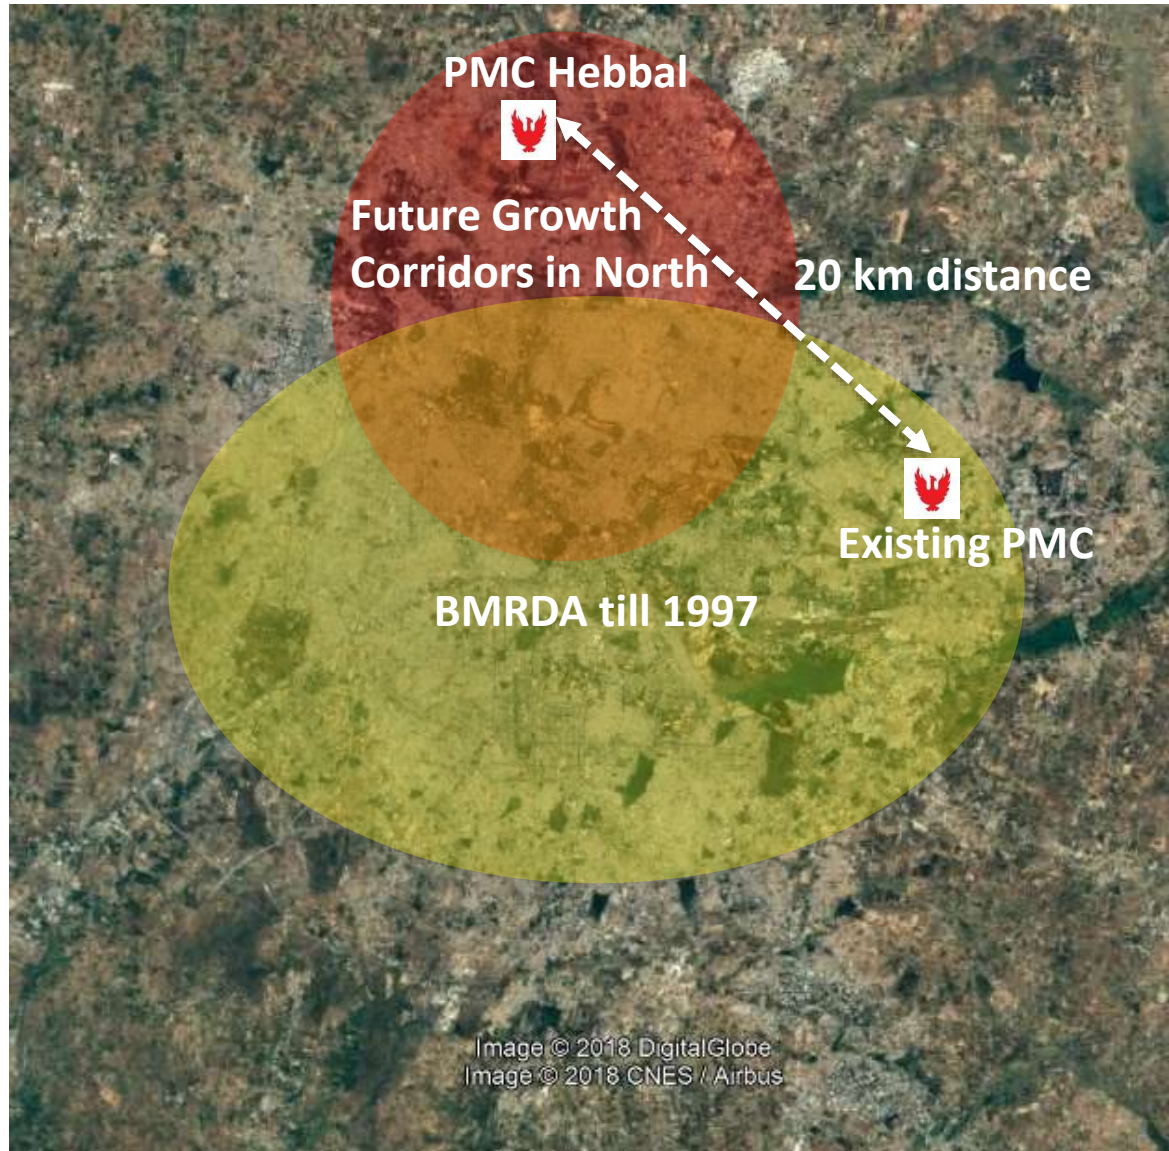 PMC Hebbal
Future Growth
Corridors in North
20 km distance
Existing PMC
BMRDA till 1997
Image © 2018 DigitalGlobe
Image © 2018 CNES / Airbus